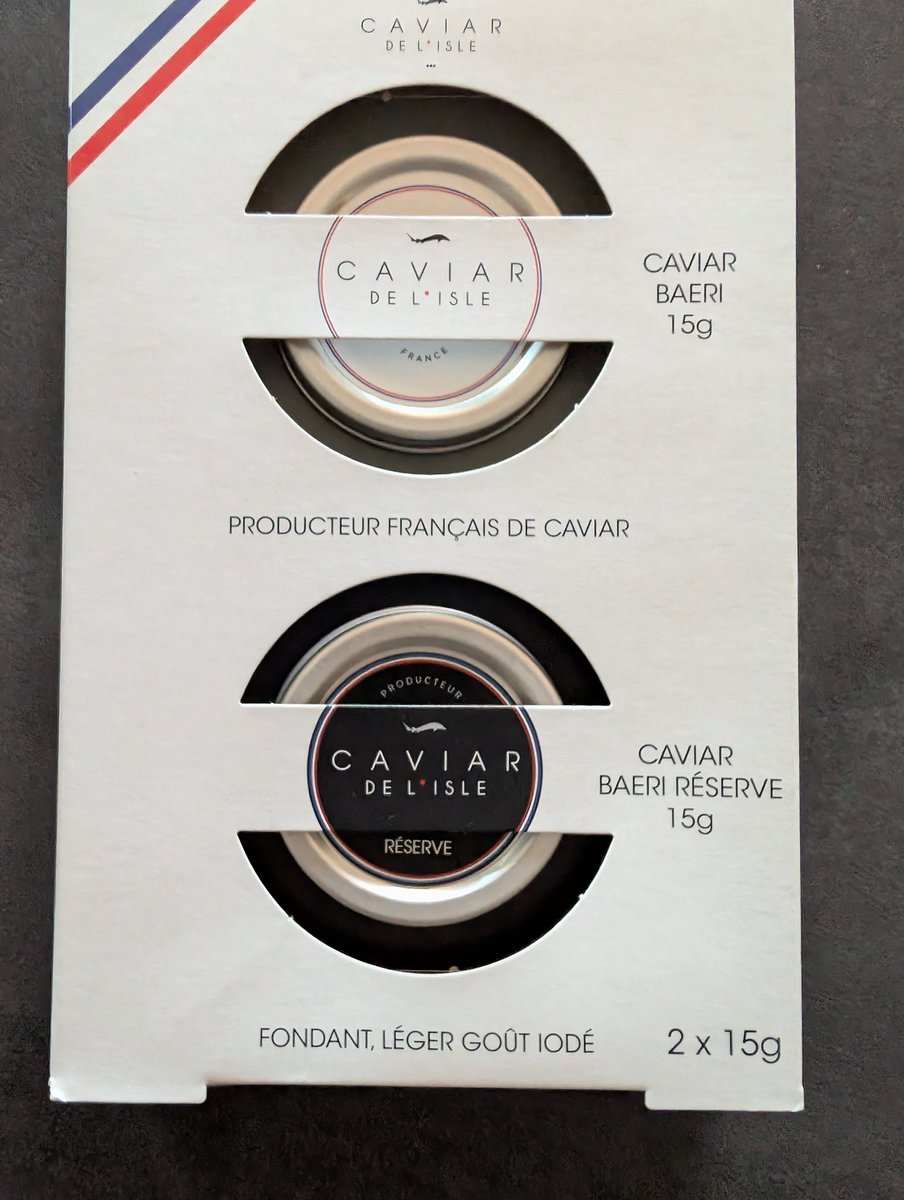 CAVIAR
DE L'ISLE
CAVIAR
DE L'ISLE
FRANCE
CAVIAR
BAERI
15g
PRODUCTEUR FRANÇAIS DE CAVIAR
PRODUCTEUR
CAVIAR
DE L'ISLE
RÉSERVE
CAVIAR
BAERI RÉSERVE
15g
FONDANT, LÉGER GOÛT IODÉ
2 x 15g